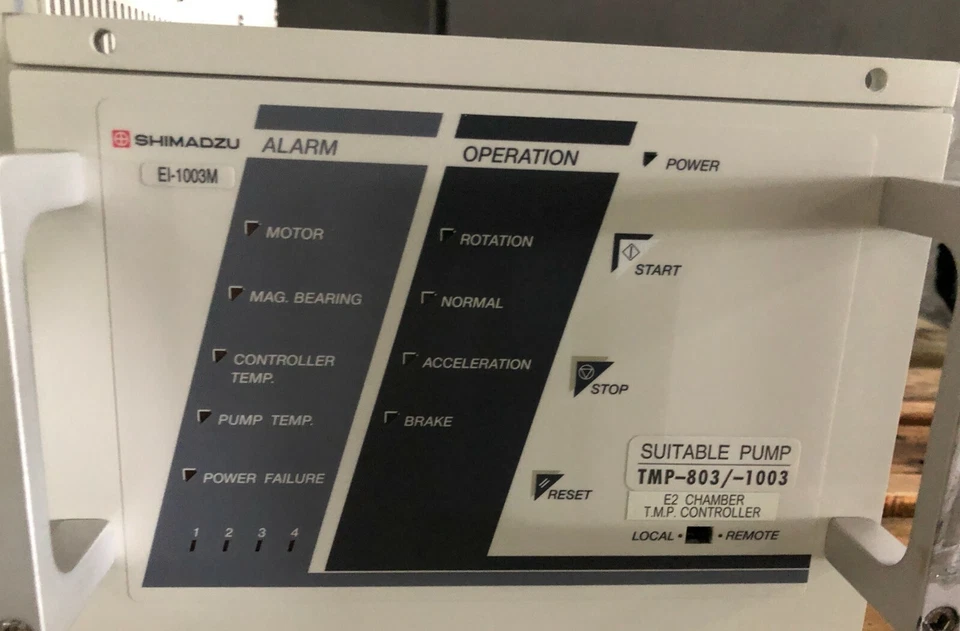 SHIMADZU
EI-1003M
ALARM
MOTOR
MAG. BEARING
CONTROLLER
TEMP.
PUMP TEMP.
POWER FAILURE
1 2 3 4
OPERATION
ROTATION
NORMAL
ACCELERATION
BRAKE
POWER
START
STOP
RESET
SUITABLE PUMP
TMP-803/-1003
E2 CHAMBER
T.M.P. CONTROLLER
LOCAL • • REMOTE